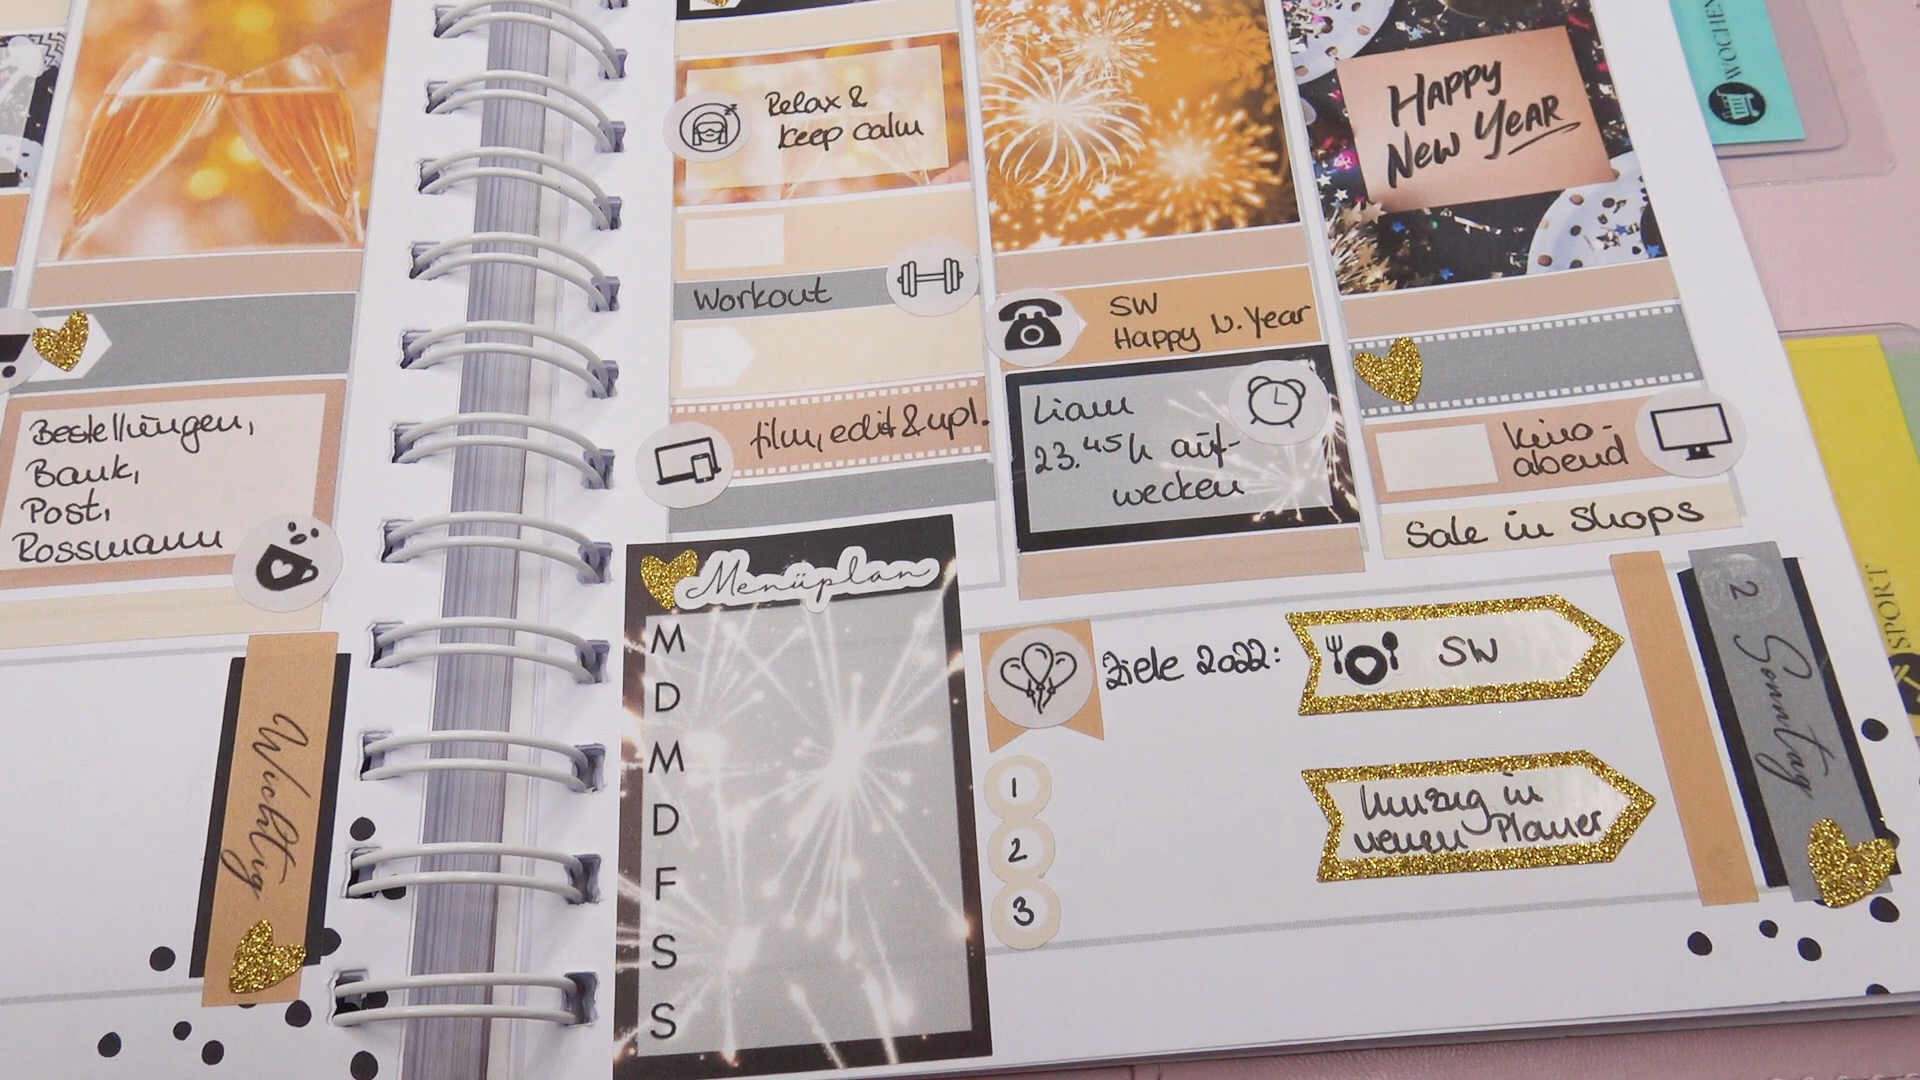 Bestellungen,
Bank,
Post,
Rossmann
Wichtig
Relax &
keep calm
Workout
film, edit & upl.
Menüplan
M
D
M
D
F
S
S
SW
Happy N. Year
Liam
23.45h auf-
wecken
HAPPY
NEW YEAR
Kino-
abend
Sale in Shops
Ziele 2022:
1
2
3
SW
Umzug in
neuen Planer
2 Sonntag
WOCHEN
SPORT